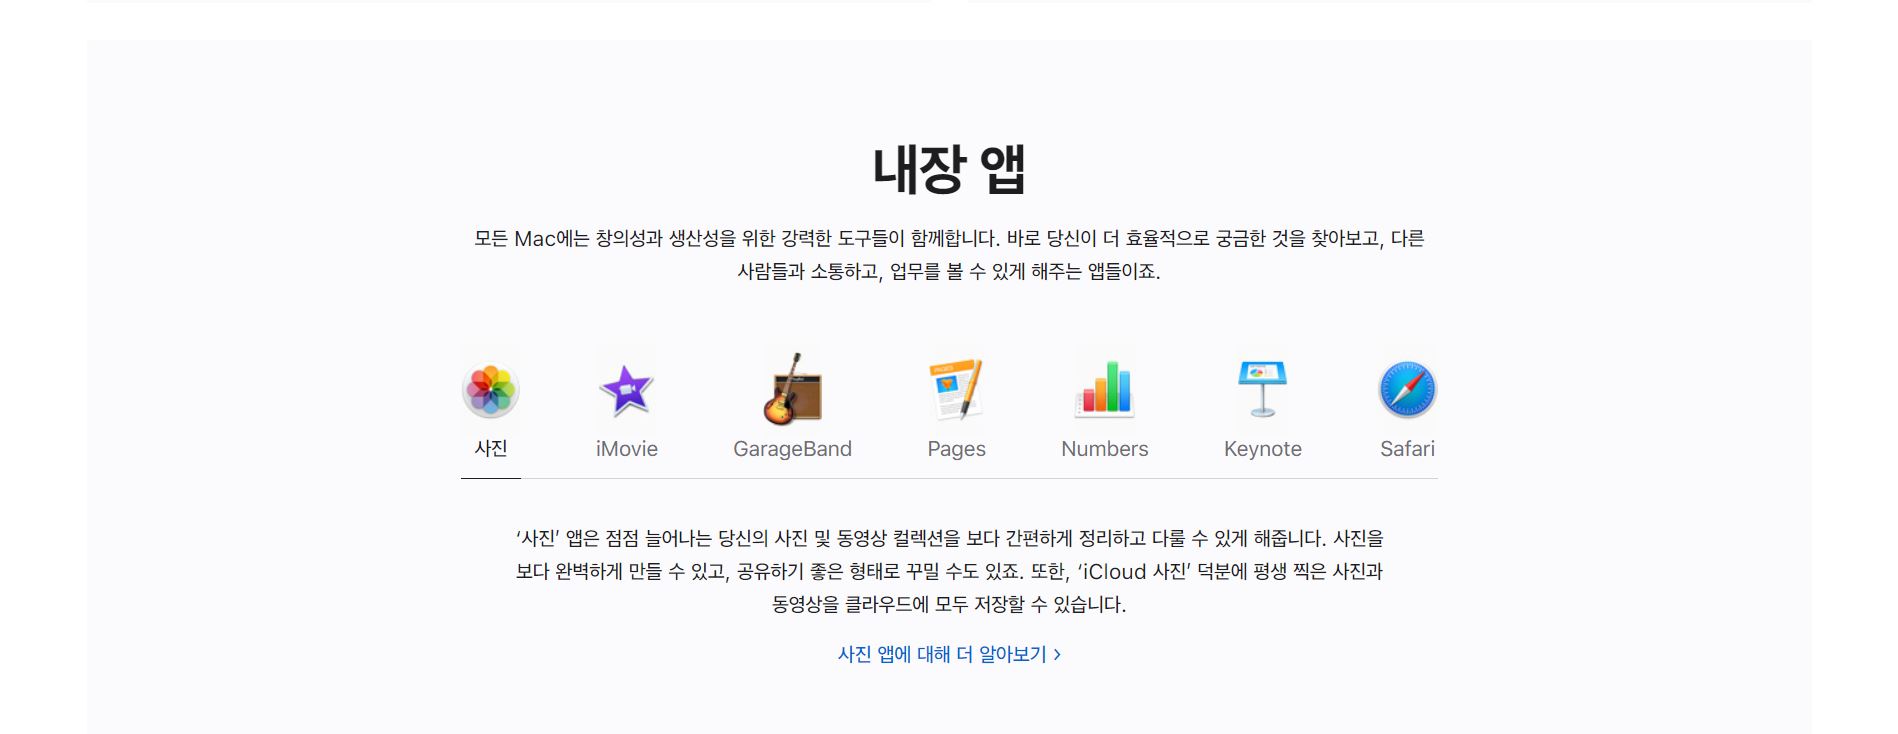 내장 앱
모든 Mac에는 창의성과 생산성을 위한 강력한 도구들이 함께합니다. 바로 당신이 더 효율적으로 궁금한 것을 찾아보고, 다른
사람들과 소통하고, 업무를 볼 수 있게 해주는 앱들이죠.
사진 iMovie GarageBand Pages Numbers Keynote Safari
‘사진’ 앱은 점점 늘어나는 당신의 사진 및 동영상 컬렉션을 보다 간편하게 정리하고 다룰 수 있게 해줍니다. 사진을
보다 완벽하게 만들 수 있고, 공유하기 좋은 형태로 꾸밀 수도 있죠. 또한, ‘iCloud 사진’ 덕분에 평생 찍은 사진과
동영상을 클라우드에 모두 저장할 수 있습니다.
사진 앱에 대해 더 알아보기 >